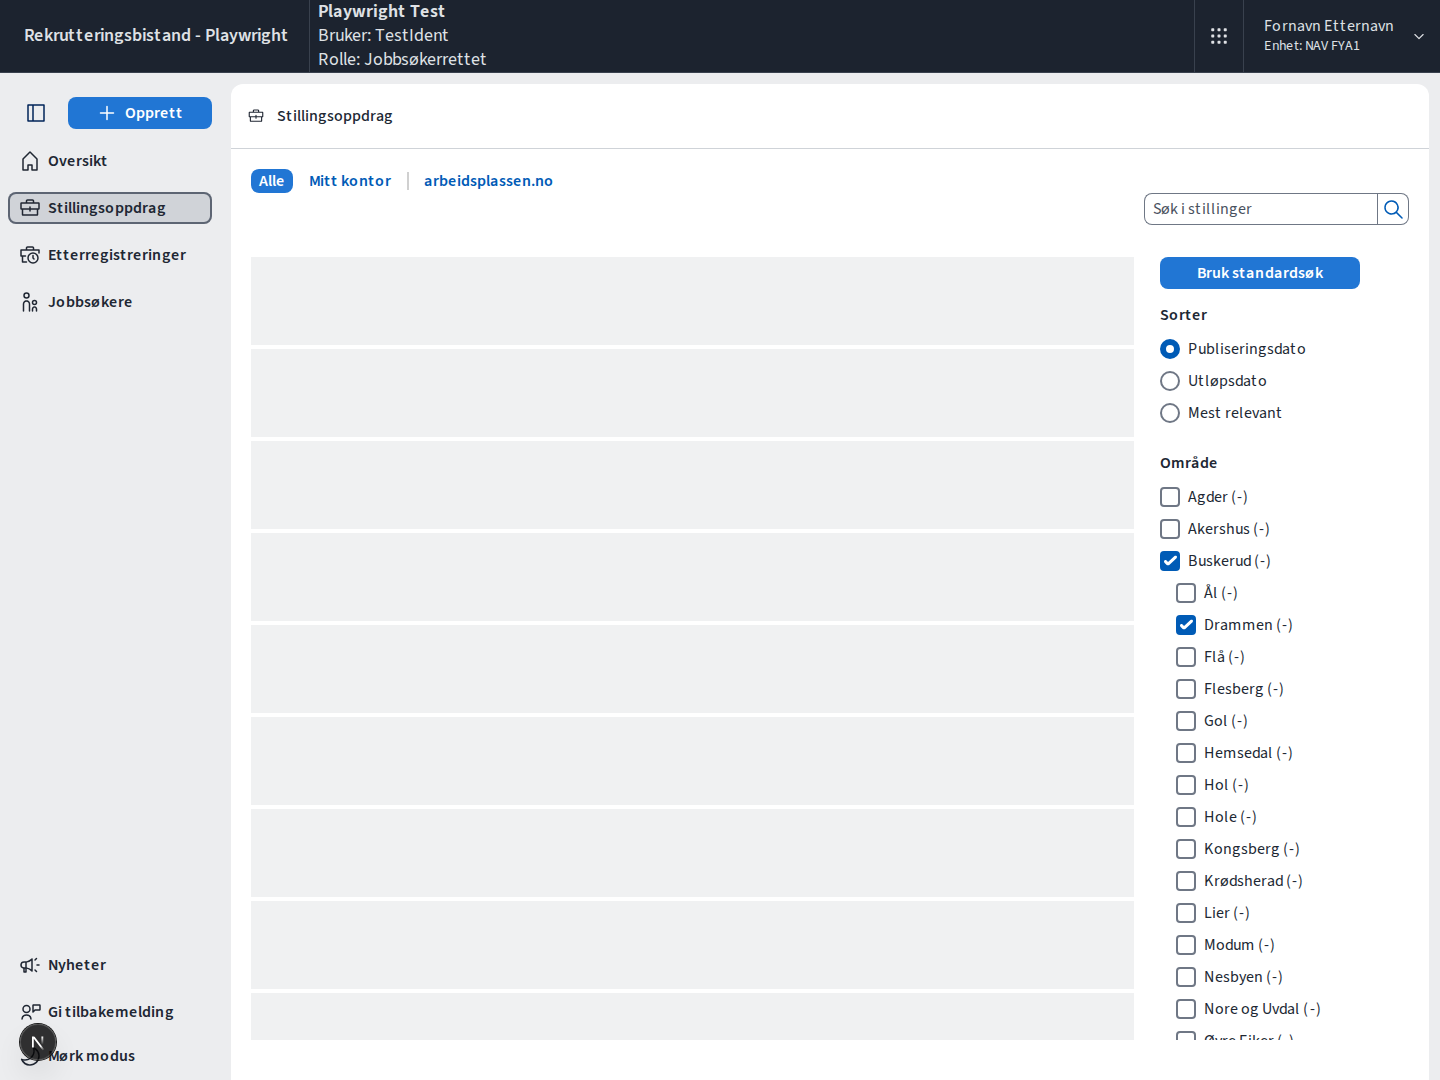 Rekrutteringsbistand - Playwright
Playwright Test
Bruker: TestIdent
Rolle: Jobbsøkerrettet
Fornavn Etternavn
Enhet: NAV FYA1
Opprett
Oversikt
Stillingsoppdrag
Etterregistreringer
Jobbsøkere
Nyheter
Gi tilbakemelding
N
Mørk modus
Stillingsoppdrag
Alle
Mitt kontor
arbeidsplassen.no
Søk i stillinger
Bruk standardsøk
Sorter
Publiseringsdato
Utløpsdato
Mest relevant
Område
Agder (-)
Akershus (-)
Buskerud (-)
Ål (-)
Drammen (-)
Flå (-)
Flesberg (-)
Gol (-)
Hemsedal (-)
Hol (-)
Hole (-)
Kongsberg (-)
Krødsherad (-)
Lier (-)
Modum (-)
Nesbyen (-)
Nore og Uvdal (-)
Øvre Eiker (-)